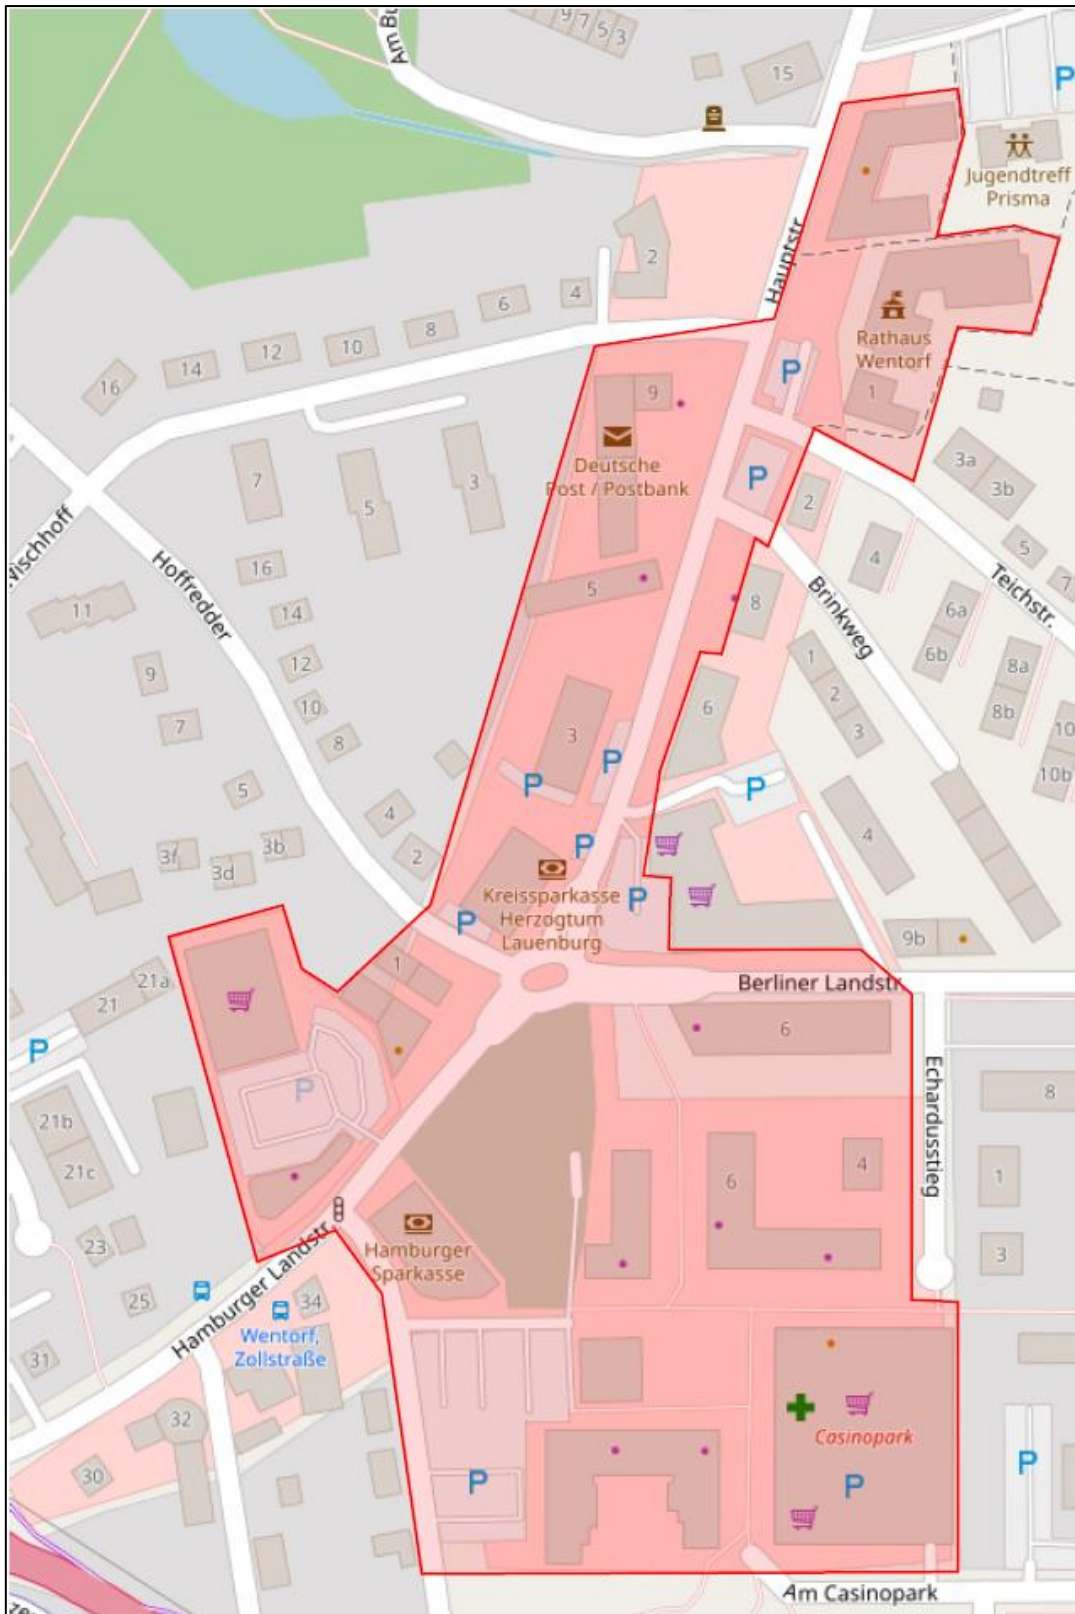 Am Bu
9 7 5 3
15
P
Jugendtreff
Prisma
Hauptstr.
2
4
6
8
10
12
14
16
Rathaus
Wentorf
1
P
9
Deutsche
Post / Postbank
P
2
3a
3b
7
5
3
4
5
7
Teichstr.
Hoffredder
16
5
8
Brinkweg
6a
6b
11
14
12
9
10
7
8
1
2
3
8a
8b
10
10b
6
3
P
P
P
5
4
4
2
3f
3d
3b
P
Kreissparkasse
Herzogtum
Lauenburg
P
P
9b
1
21a
21
Berliner Landstr.
P
6
P
Echardusstieg
8
21b
21c
6
4
1
23
3
Hamburger
Sparkasse
Hamburger Landstr.
25
34
Wentorf,
Zollstraße
31
32
30
Casinopark
P
P
P
Am Casinopark